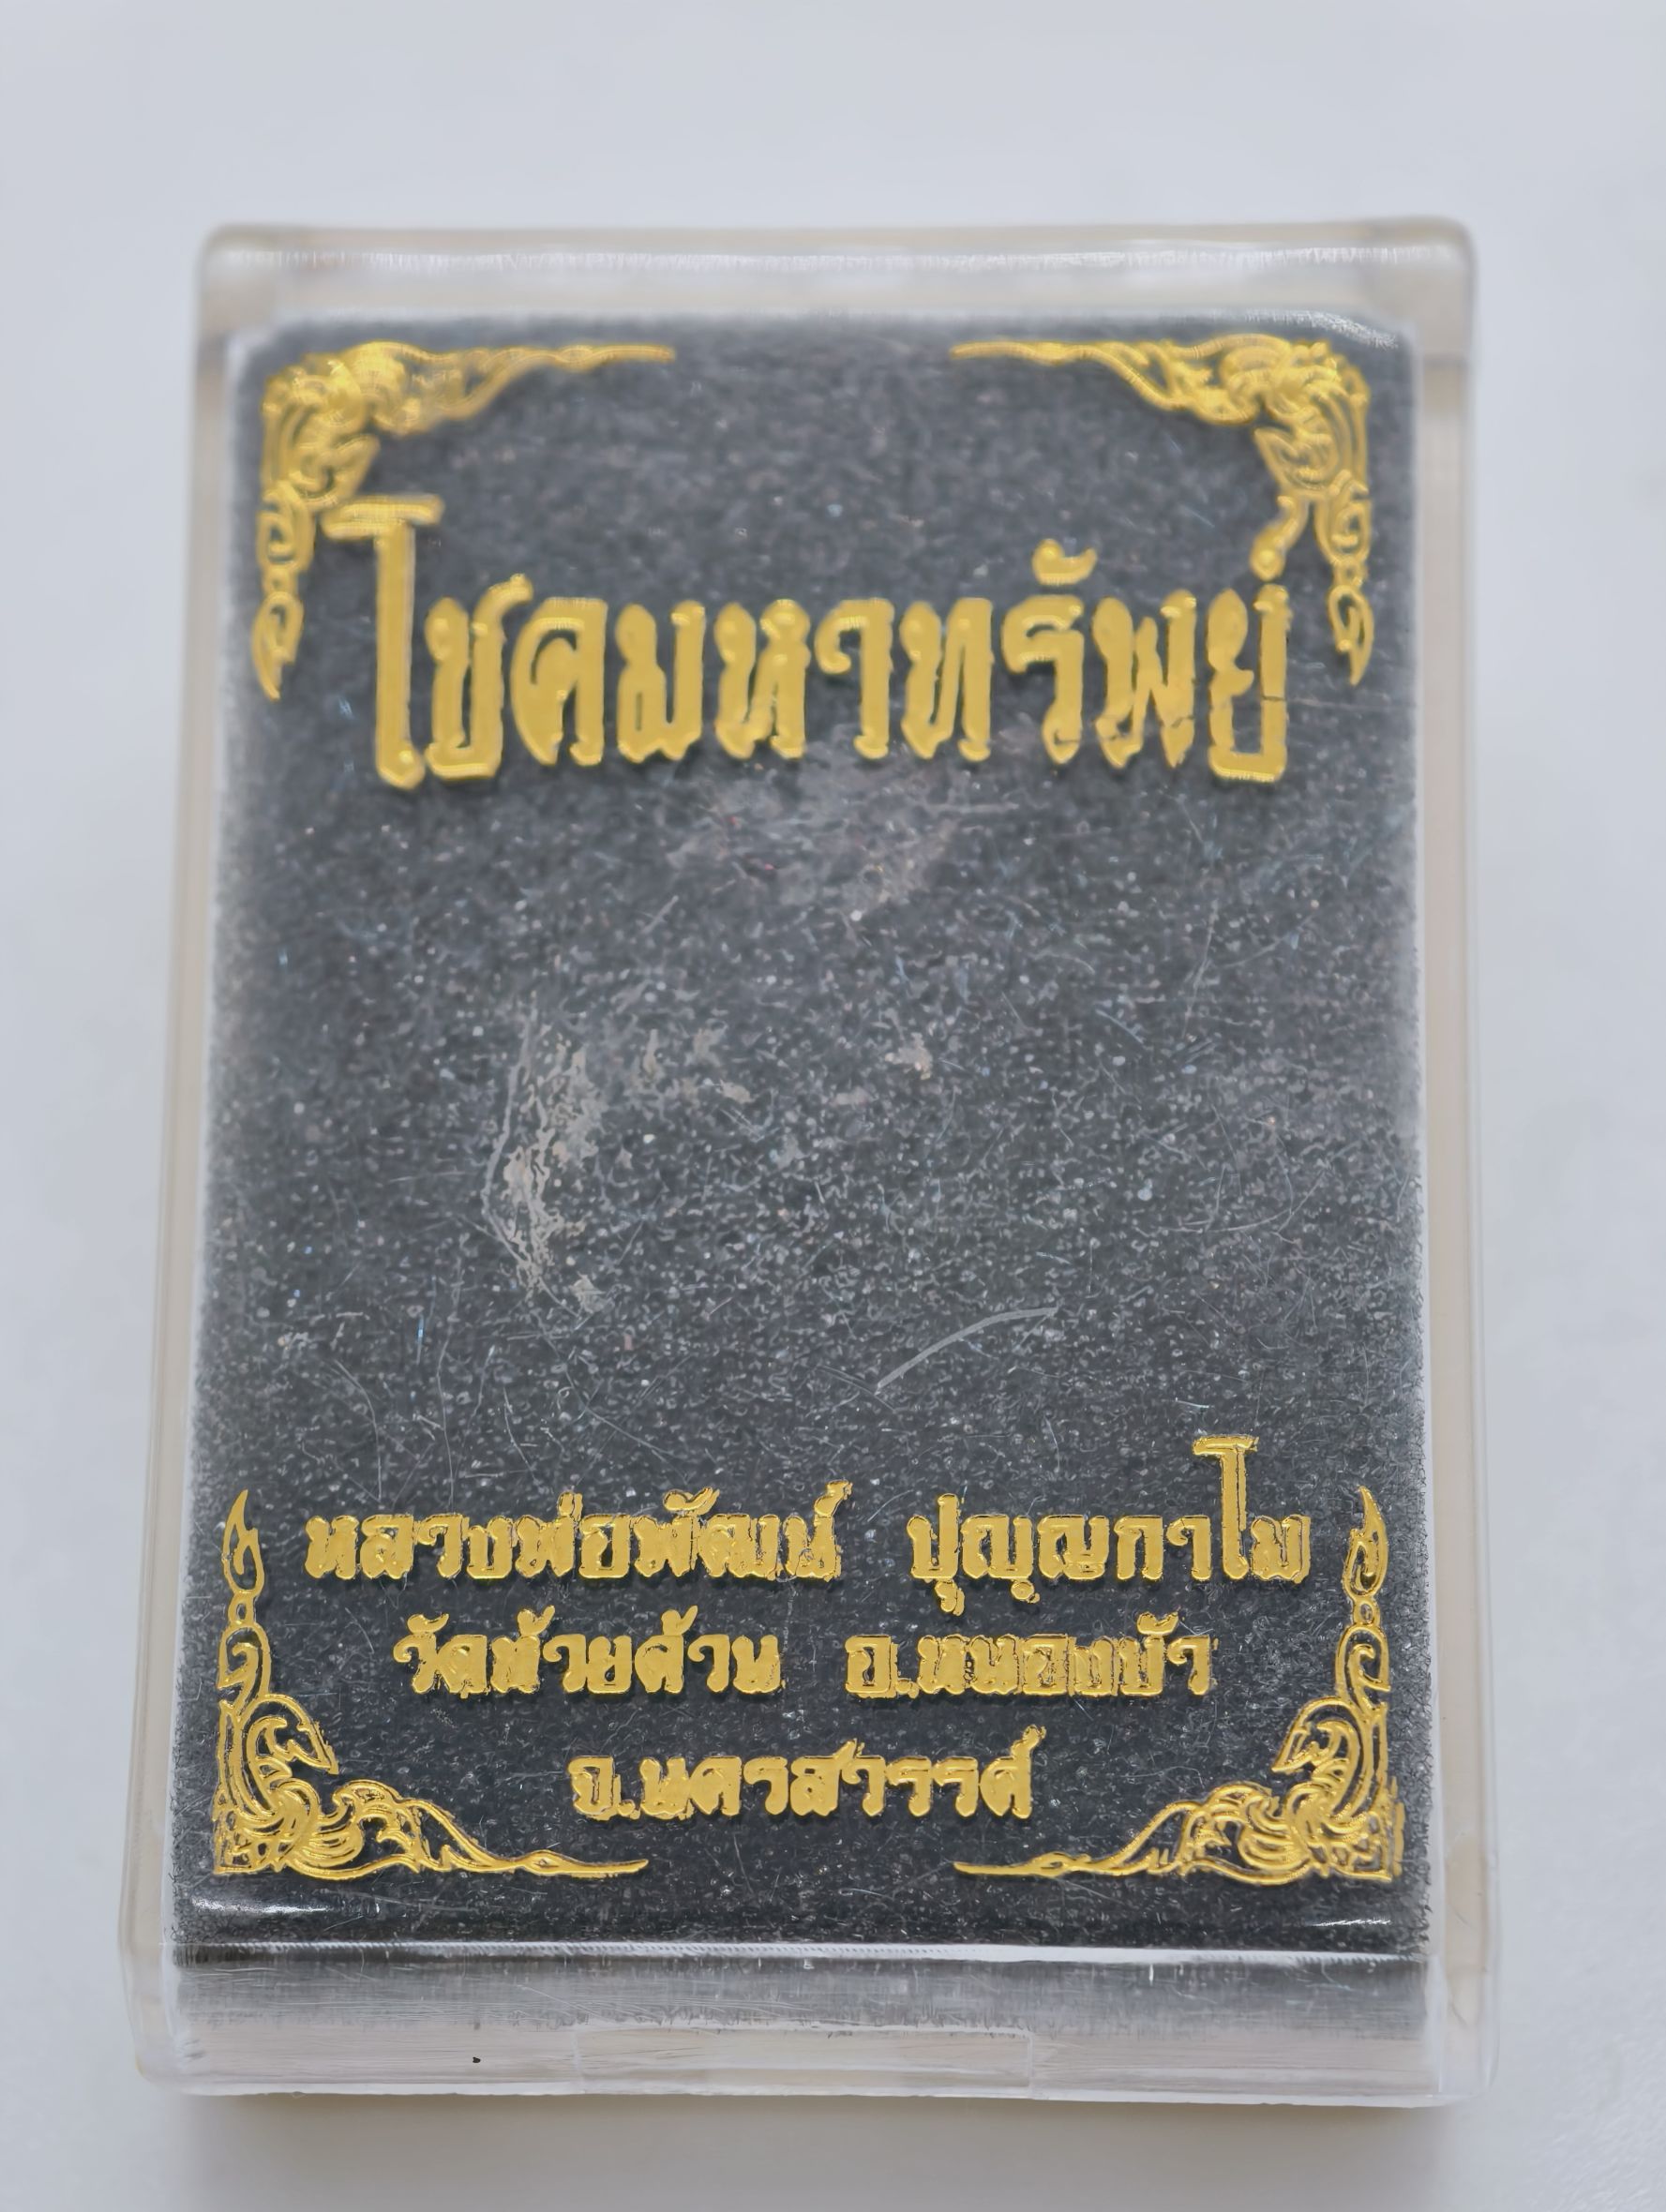 โชคมหาทรัพย์
หลวงพ่อพัฒน์ ปุญฺญกาโม
วัดห้วยด้วน อ.หนองบัว
จ.นครสวรรค์